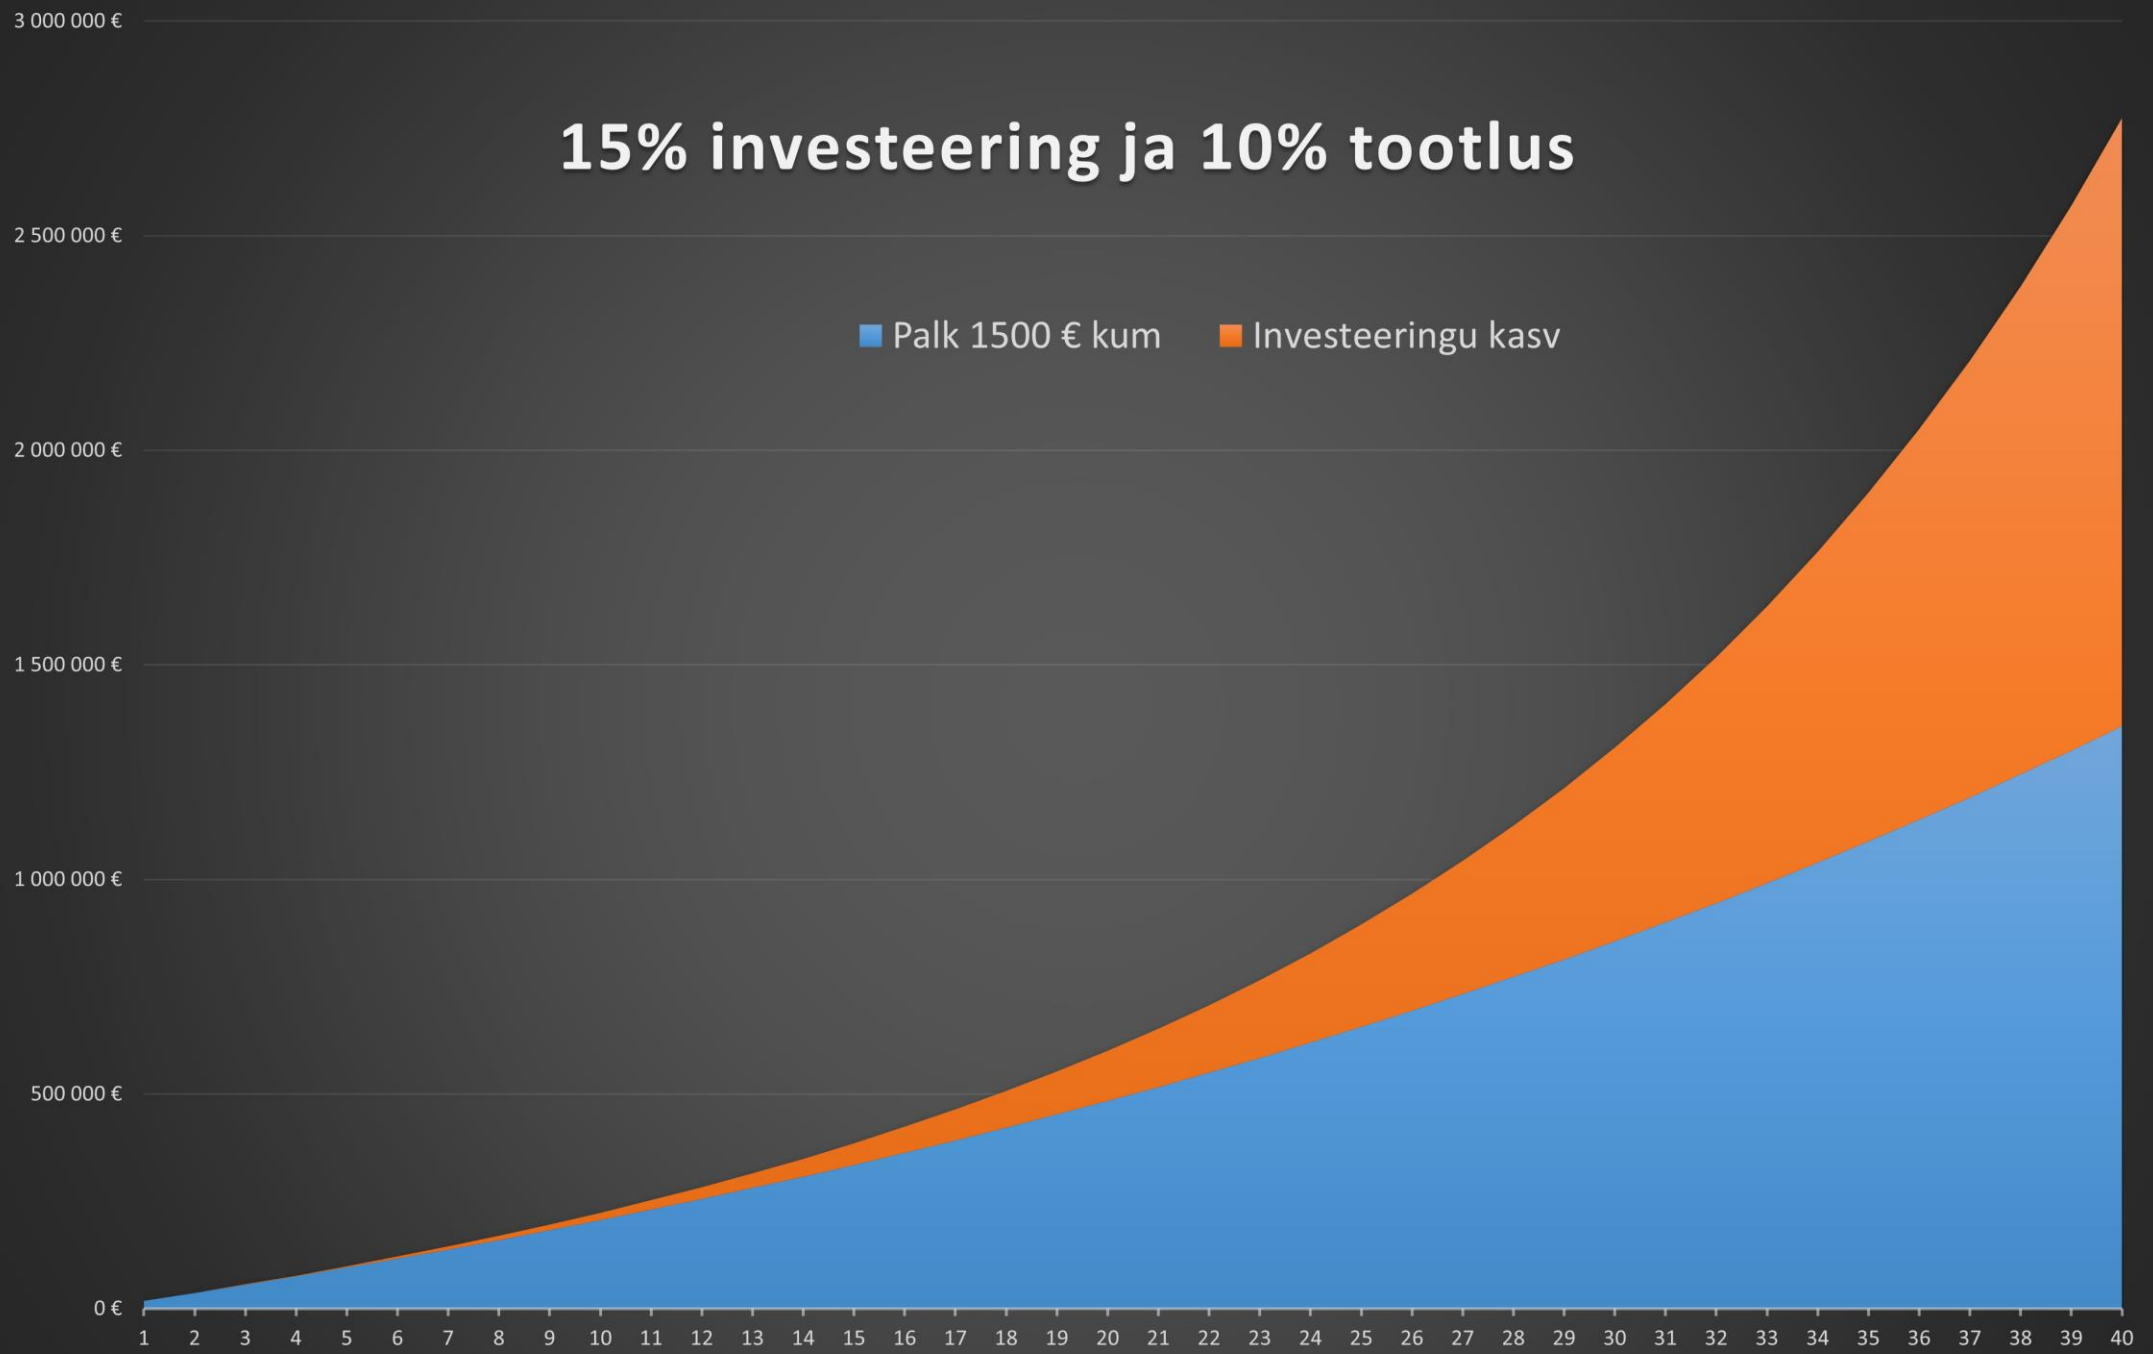 15% investeering ja 10% tootlus
Palk 1500 € kum
Investeeringu kasv
3 000 000 €
2 500 000 €
2 000 000 €
1 500 000 €
1 000 000 €
500 000 €
0 €
1 2 3 4 5 6 7 8 9 10 11 12 13 14 15 16 17 18 19 20 21 22 23 24 25 26 27 28 29 30 31 32 33 34 35 36 37 38 39 40